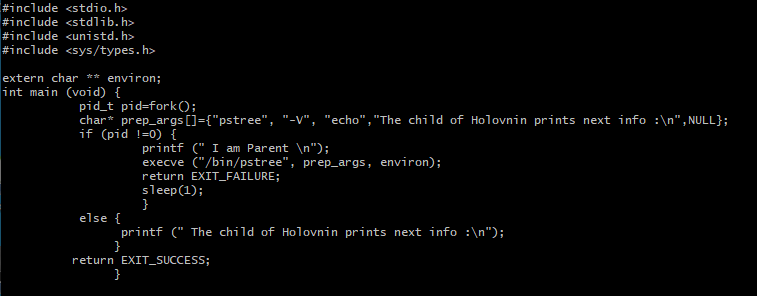 #include <stdio.h>
#include <stdlib.h>
#include <unistd.h>
#include <sys/types.h>

extern char ** environ;
int main (void) {
          pid_t pid=fork();
          char* prep_args[]={"pstree", "-V", "echo","The child of Holovnin prints next info :\n",NULL};
          if (pid !=0) {
                    printf (" I am Parent \n");
                    execve ("/bin/pstree", prep_args, environ);
                    return EXIT_FAILURE;
                    sleep(1);
                    }
          else {
                 printf (" The child of Holovnin prints next info :\n");
                }
         return EXIT_SUCCESS;
                }